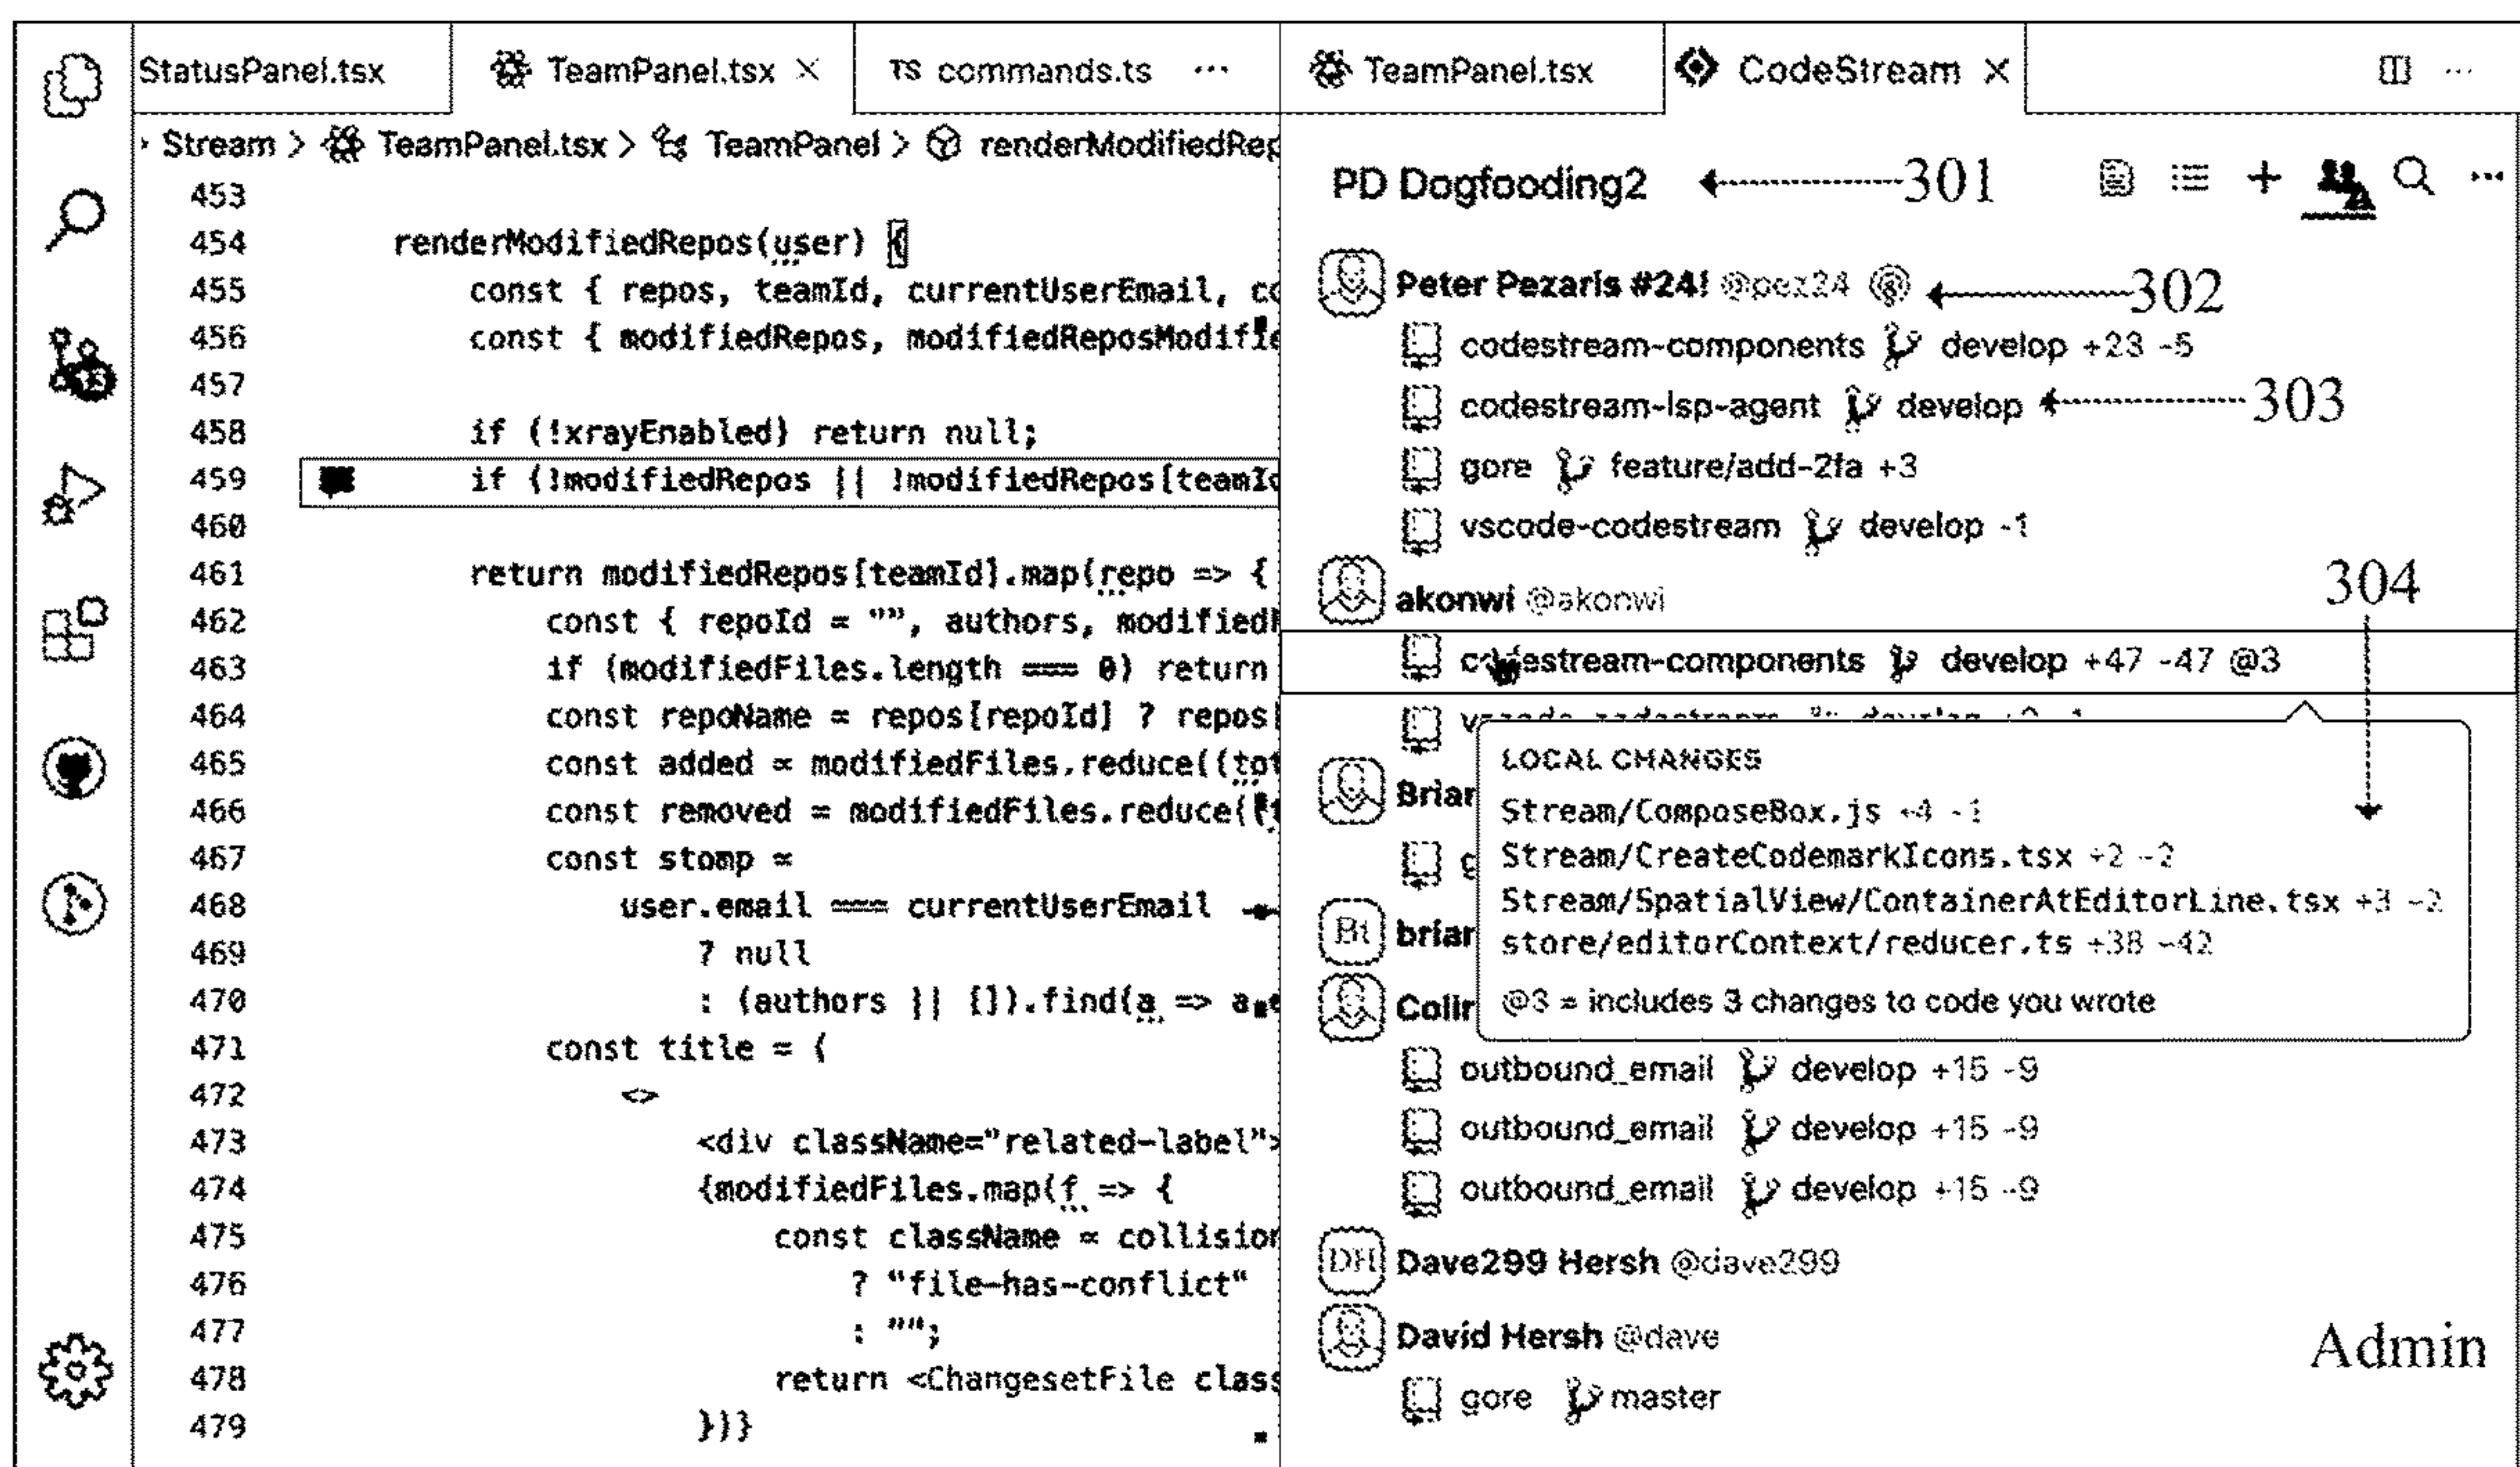 StatusPanel.tsx
TeamPanel.tsx ×
TS commands.ts ···
Stream > TeamPanel.tsx > TeamPanel > renderModifiedRep
453
454 renderModifiedRepos(user) {
455 const { repos, teamId, currentUserEmail, co
456 const { modifiedRepos, modifiedReposModifie
457
458 if (!xrayEnabled) return null;
459 if (!modifiedRepos || !modifiedRepos[teamId
460
461 return modifiedRepos[teamId].map(repo => {
462 const { repoId = "", authors, modified
463 if (modifiedFiles.length === 0) return
464 const repoName = repos[repoId] ? repos[
465 const added = modifiedFiles.reduce((tot
466 const removed = modifiedFiles.reduce((
467 const stomp =
468 user.email === currentUserEmail
469 ? null
470 : (authors || []).find(a => a.e
471 const title = (
472 <>
473 <div className="related-label">
474 {modifiedFiles.map(f => {
475 const className = collision
476 ? "file-has-conflict"
477 : "";
478 return <ChangesetFile class
479 })}
TeamPanel.tsx
CodeStream ×
···
PD Dogfooding2 301
Peter Pezaris #24! @pez24 302
codestream-components develop +23 -5
codestream-lsp-agent develop 303
gore feature/add-2fa +3
vscode-codestream develop -1
akonwi @akonwi
304
codestream-components develop +47 -47 @3
LOCAL CHANGES
Stream/ComposeBox.js +4 -1
Stream/CreateCodemarkIcons.tsx +2 -2
Stream/SpatialView/ContainerAtEditorLine.tsx +3 -2
store/editorContext/reducer.ts +38 -42
@3 = includes 3 changes to code you wrote
Brian
briar
Colin
outbound_email develop +15 -9
outbound_email develop +15 -9
outbound_email develop +15 -9
DH Dave299 Hersh @dave299
David Hersh @dave
Admin
gore master